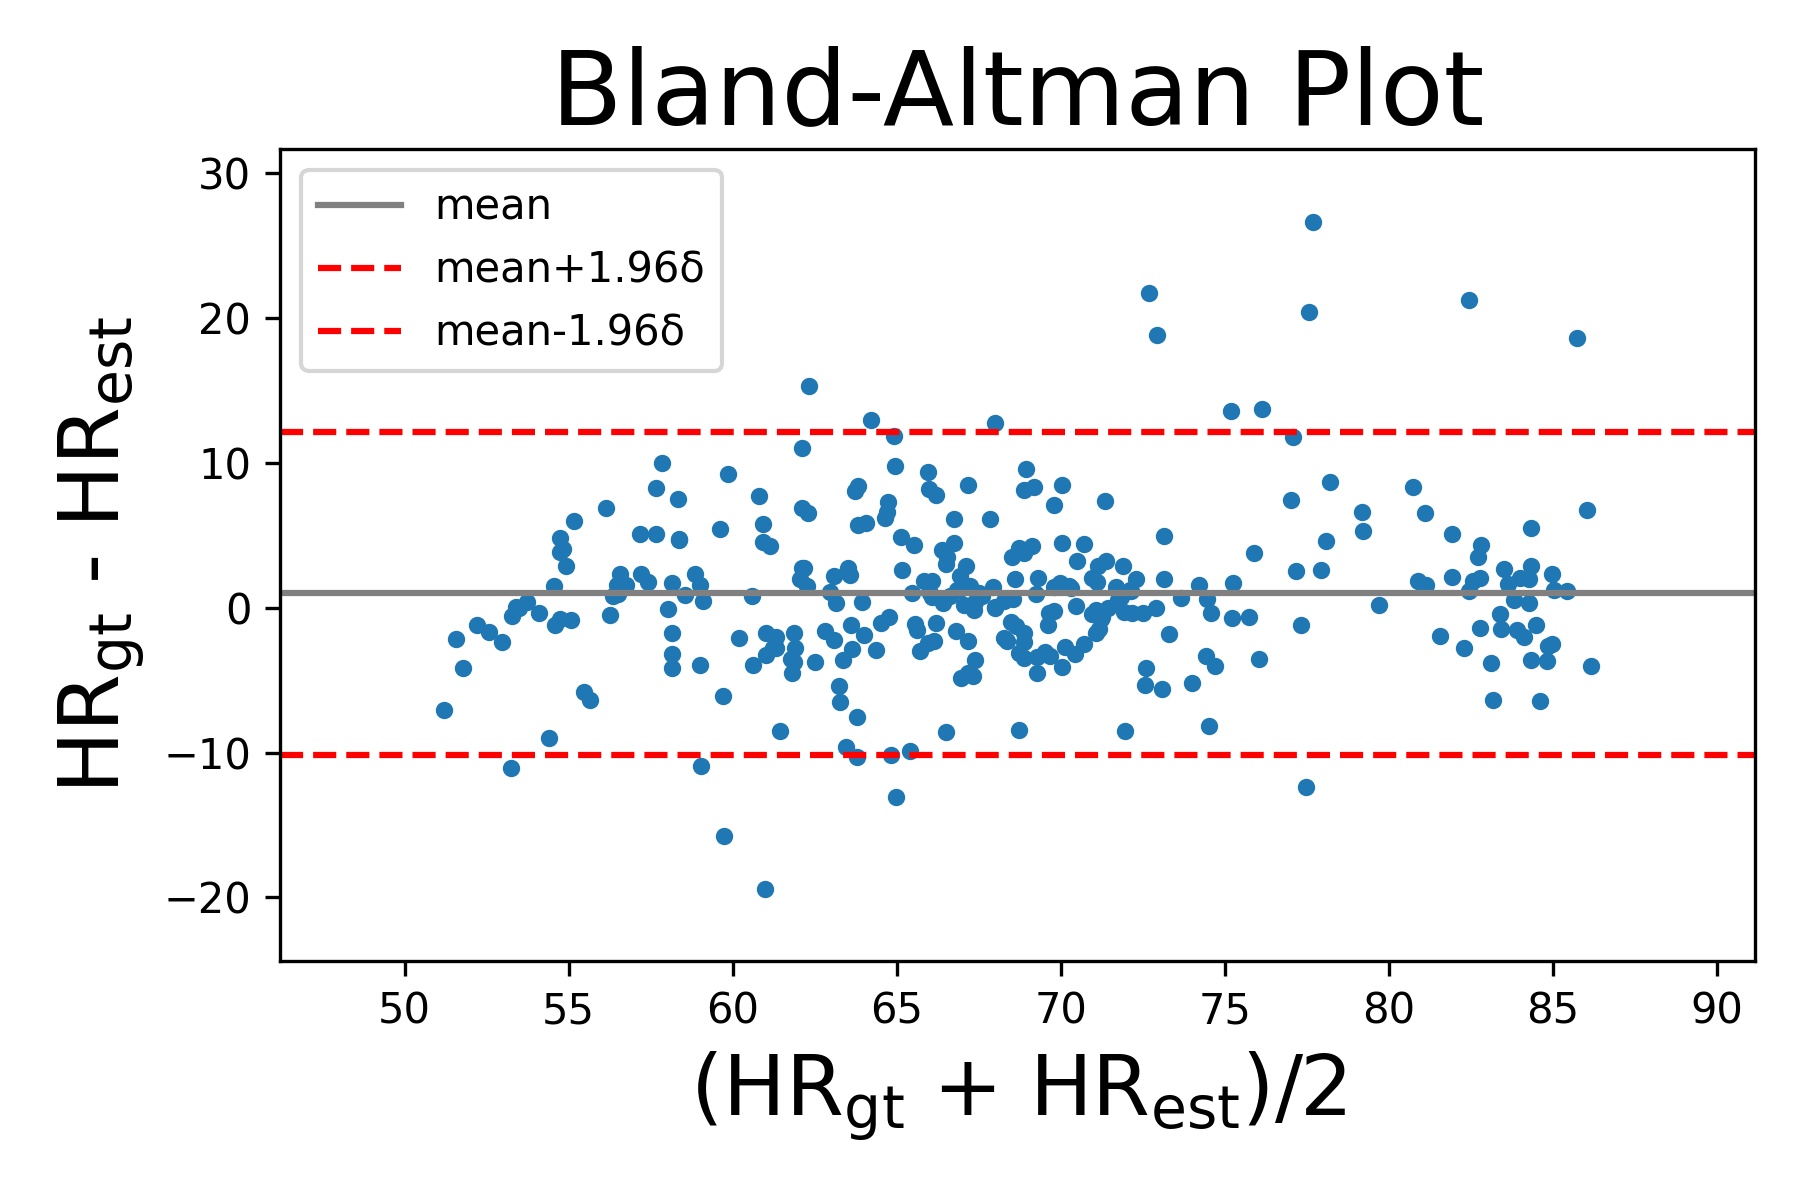 Bland-Altman Plot
mean
mean+1.96δ
mean-1.96δ
HRgt - HRest
30
20
10
0
−10
−20
50 55 60 65 70 75 80 85 90
(HRgt + HRest)/2